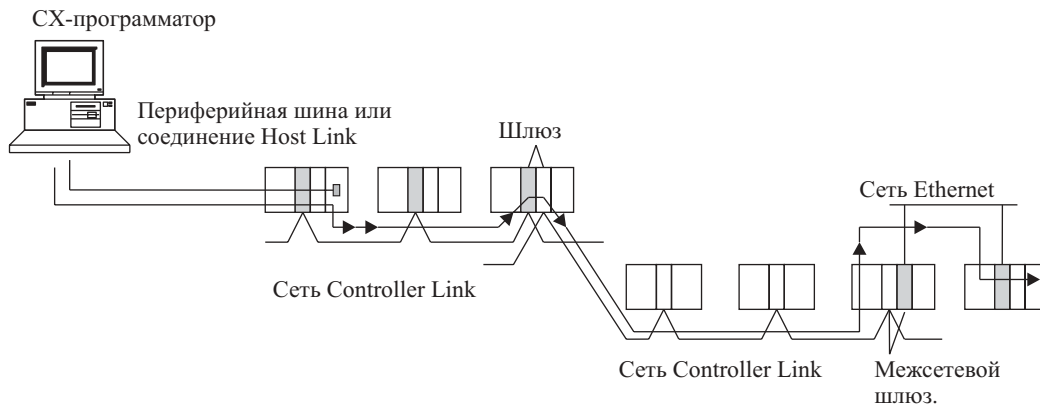 CX-программатор
Периферийная шина или
соединение Host Link
Шлюз
Сеть Ethernet
Сеть Controller Link
Сеть Controller Link
Межсетевой
шлюз.